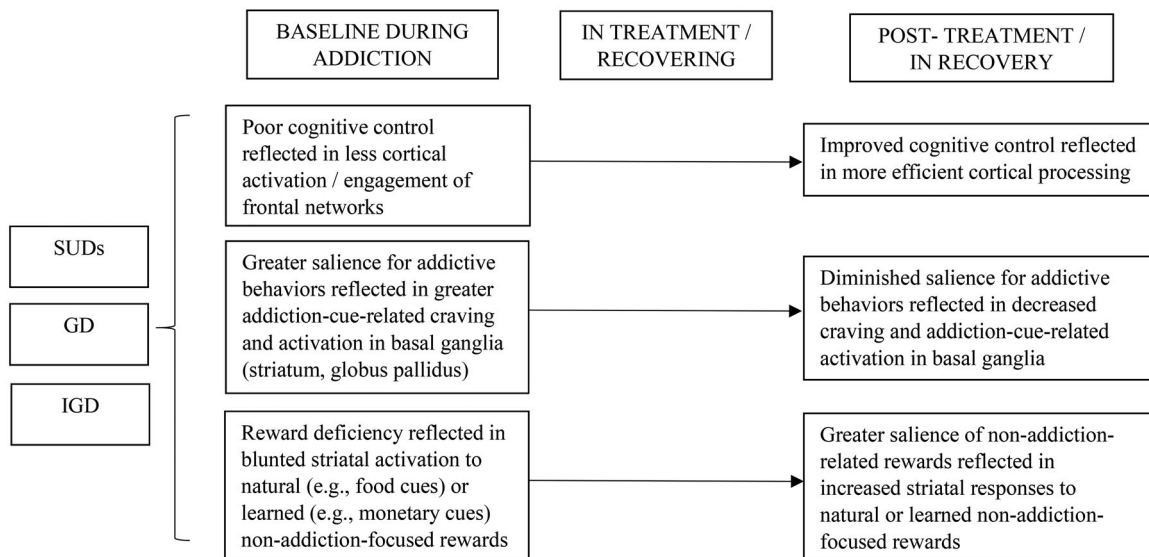 BASELINE DURING
ADDICTION
IN TREATMENT /
RECOVERING
POST- TREATMENT /
IN RECOVERY
SUDs
GD
IGD
Poor cognitive control
reflected in less cortical
activation / engagement of
frontal networks
Improved cognitive control reflected
in more efficient cortical processing
Greater salience for addictive
behaviors reflected in greater
addiction-cue-related craving
and activation in basal ganglia
(striatum, globus pallidus)
Diminished salience for addictive
behaviors reflected in decreased
craving and addiction-cue-related
activation in basal ganglia
Reward deficiency reflected in
blunted striatal activation to
natural (e.g., food cues) or
learned (e.g., monetary cues)
non-addiction-focused rewards
Greater salience of non-addiction-
related rewards reflected in
increased striatal responses to
natural or learned non-addiction-
focused rewards